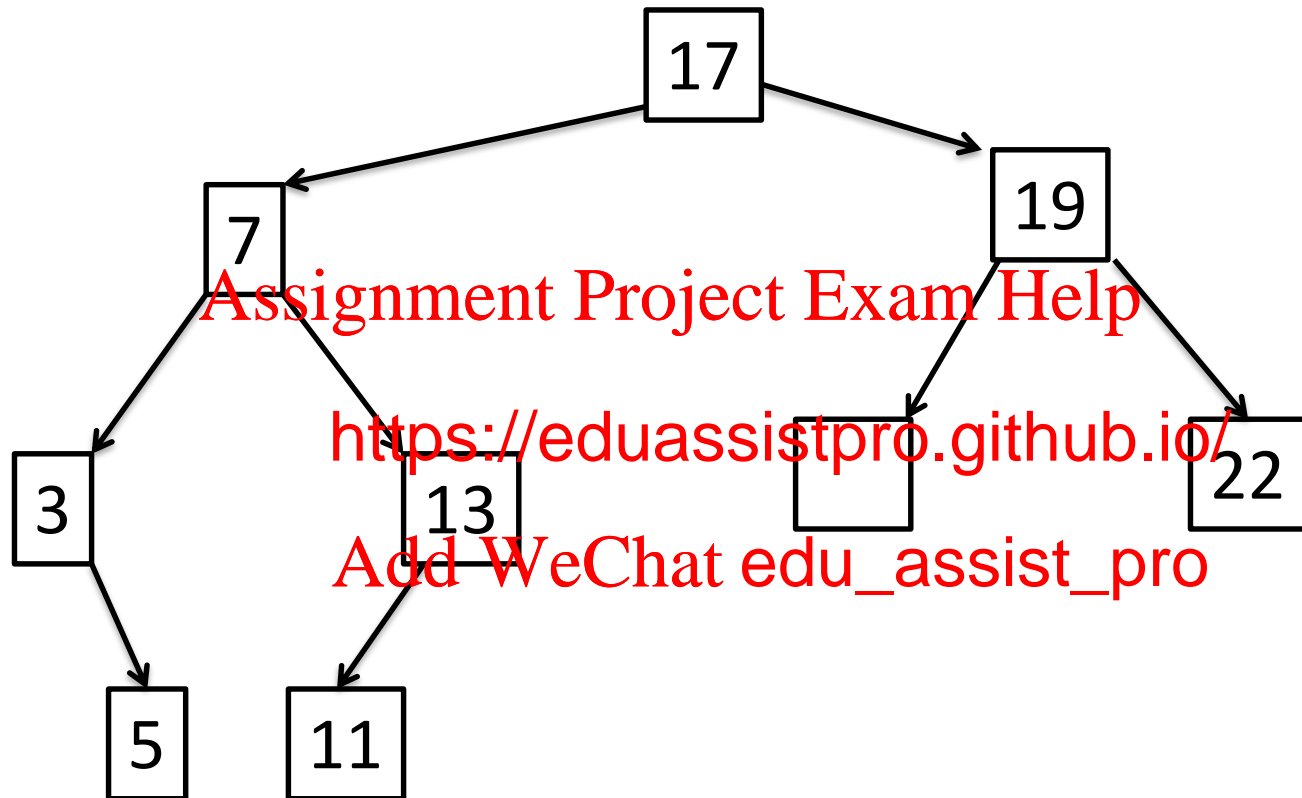 17
19
7
Assignment Project Exam Help
https://eduassistpro.github.io/
22
3
13
Add WeChat edu_assist_pro
5
11